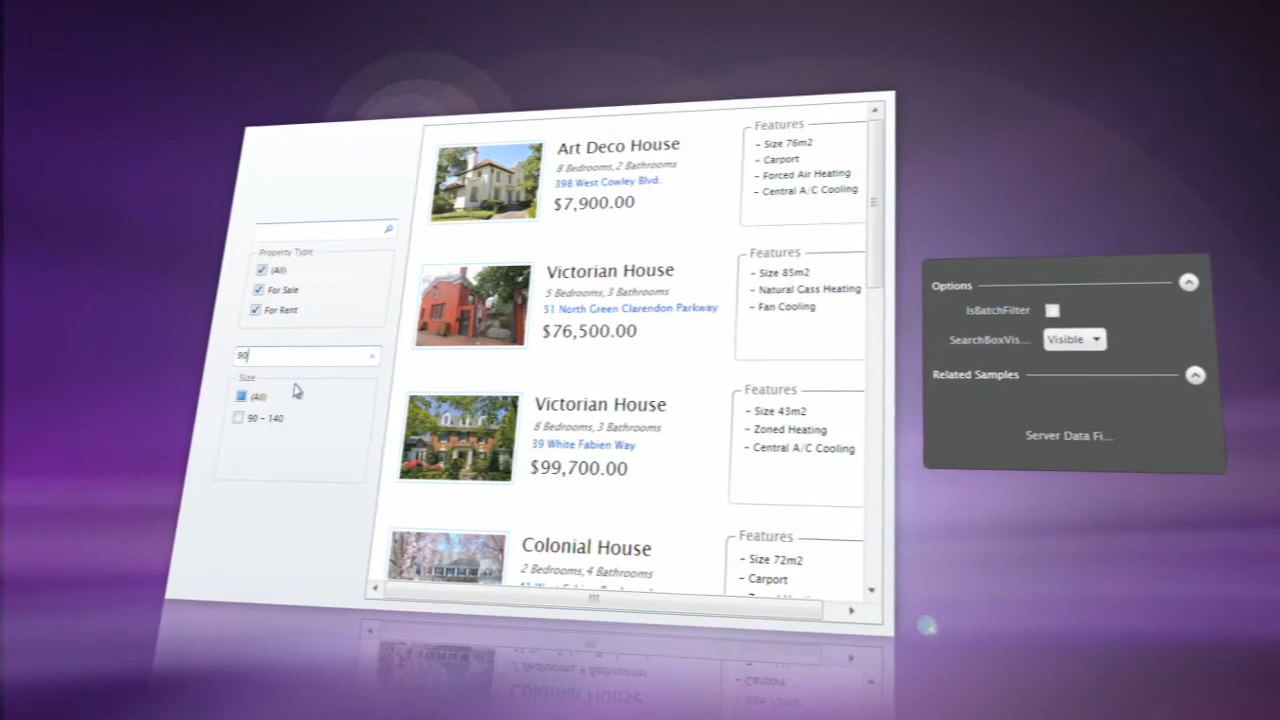 Property Type
(All)
For Sale
For Rent
90
Size
(All)
90 - 140
Art Deco House
8 Bedrooms, 2 Bathrooms
398 West Cowley Blvd.
$7,900.00
Features
- Size 76m2
- Carport
- Forced Air Heating
- Central A/C Cooling
Victorian House
5 Bedrooms, 3 Bathrooms
51 North Green Clarendon Parkway
$76,500.00
Features
- Size 85m2
- Natural Gass Heating
- Fan Cooling
Victorian House
8 Bedrooms, 3 Bathrooms
39 White Fabien Way
$99,700.00
Features
- Size 43m2
- Zoned Heating
- Central A/C Cooling
Colonial House
2 Bedrooms, 4 Bathrooms
Features
- Size 72m2
- Carport
Options
IsBatchFilter
SearchBoxVis...
Visible
Related Samples
Server Data Fi...